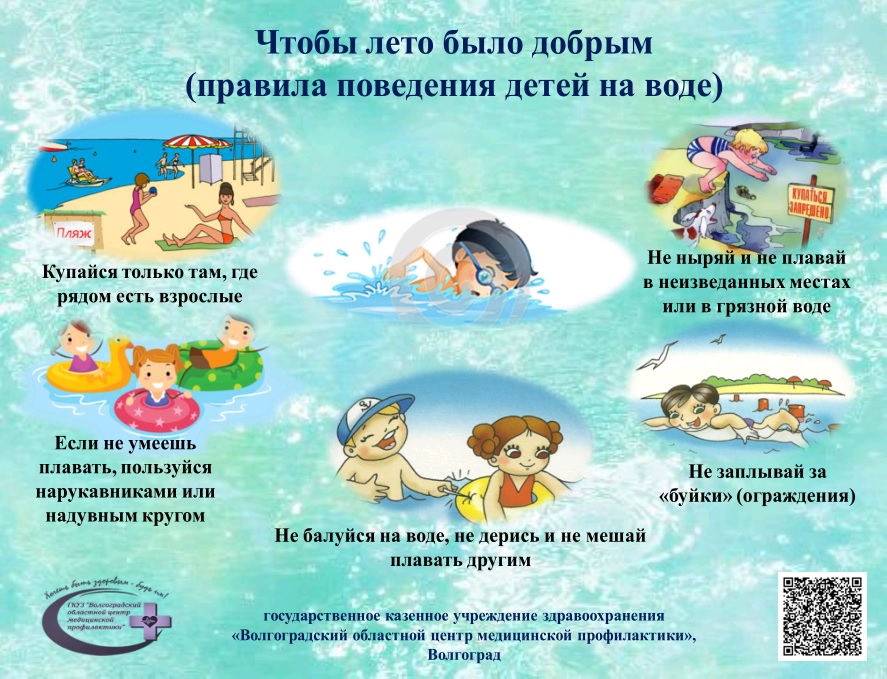 Чтобы лето было добрым
(правила поведения детей на воде)
Пляж
КУПАТЬСЯ
ЗАПРЕЩЕНО
Купайся только там, где
рядом есть взрослые
Не ныряй и не плавай
в неизведанных местах
или в грязной воде
Если не умеешь
плавать, пользуйся
нарукавниками или
надувным кругом
Не заплывай за
«буйки» (ограждения)
Не балуйся на воде, не дерись и не мешай
плавать другим
Хочешь быть здоровым - будь им!
ГКУЗ "Волгоградский
областной центр
медицинской
профилактики"
государственное казенное учреждение здравоохранения
«Волгоградский областной центр медицинской профилактики»,
Волгоград